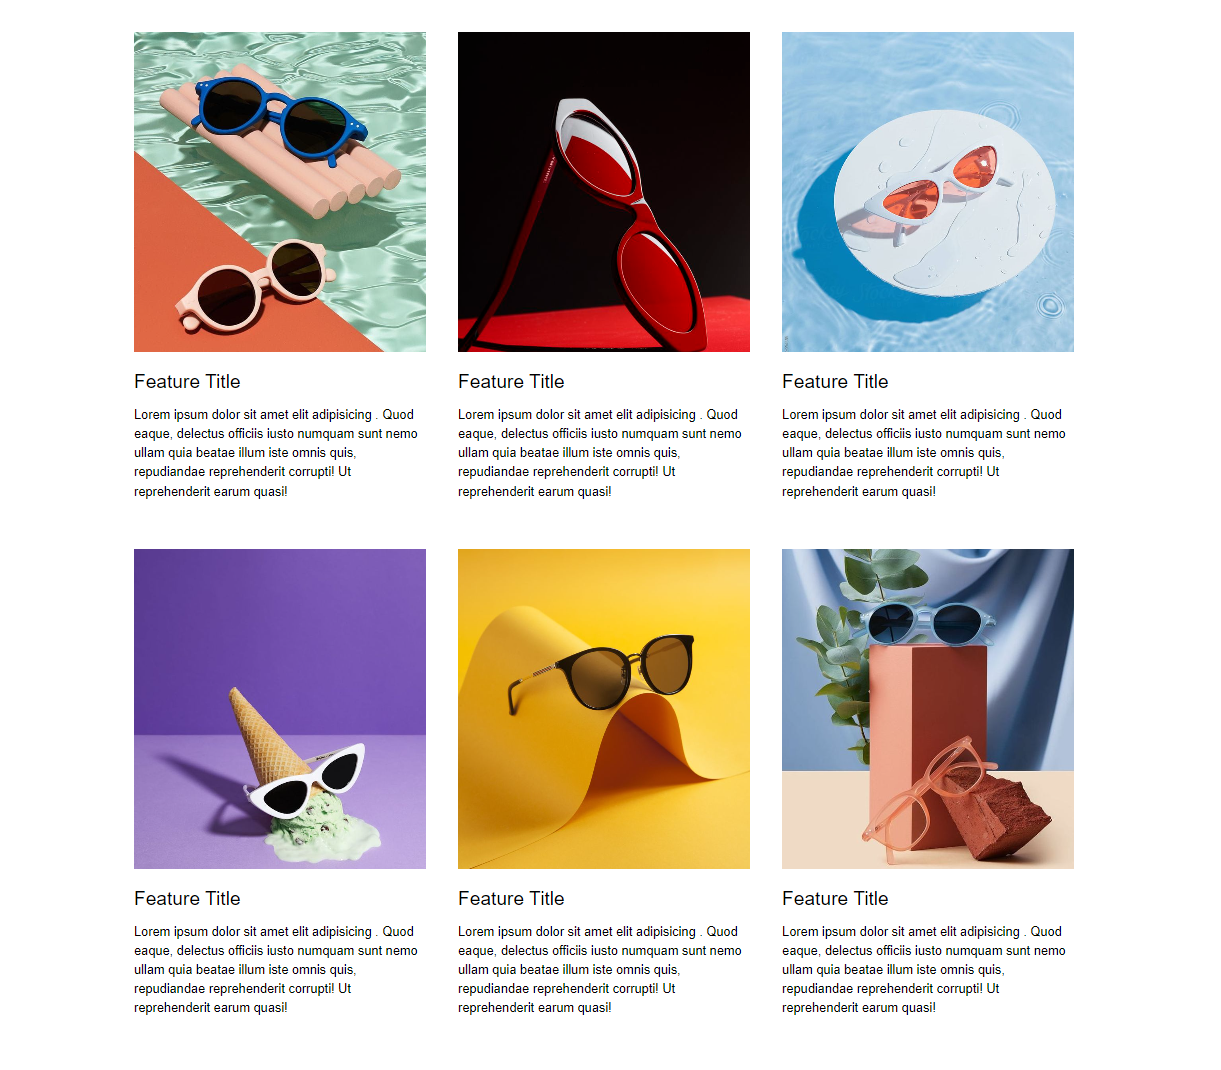 Feature Title
Lorem ipsum dolor sit amet elit adipisicing . Quod
eaque, delectus officiis iusto numquam sunt nemo
ullam quia beatae illum iste omnis quis,
repudiandae reprehenderit corrupti! Ut
reprehenderit earum quasi!
Feature Title
Lorem ipsum dolor sit amet elit adipisicing . Quod
eaque, delectus officiis iusto numquam sunt nemo
ullam quia beatae illum iste omnis quis,
repudiandae reprehenderit corrupti! Ut
reprehenderit earum quasi!
Feature Title
Lorem ipsum dolor sit amet elit adipisicing . Quod
eaque, delectus officiis iusto numquam sunt nemo
ullam quia beatae illum iste omnis quis,
repudiandae reprehenderit corrupti! Ut
reprehenderit earum quasi!
Feature Title
Lorem ipsum dolor sit amet elit adipisicing . Quod
eaque, delectus officiis iusto numquam sunt nemo
ullam quia beatae illum iste omnis quis,
repudiandae reprehenderit corrupti! Ut
reprehenderit earum quasi!
Feature Title
Lorem ipsum dolor sit amet elit adipisicing . Quod
eaque, delectus officiis iusto numquam sunt nemo
ullam quia beatae illum iste omnis quis,
repudiandae reprehenderit corrupti! Ut
reprehenderit earum quasi!
Feature Title
Lorem ipsum dolor sit amet elit adipisicing . Quod
eaque, delectus officiis iusto numquam sunt nemo
ullam quia beatae illum iste omnis quis,
repudiandae reprehenderit corrupti! Ut
reprehenderit earum quasi!